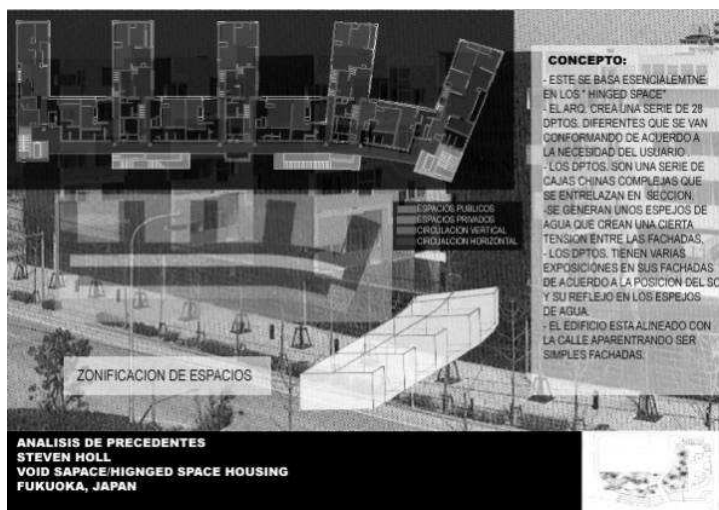 CONCEPTO:
- ESTE SE BASA ESENCIALEMTNE
EN LOS " HINGED SPACE"
- EL ARQ. CREA UNA SERIE DE 28
DPTOS. DIFERENTES QUE SE VAN
CONFORMANDO DE ACUERDO A
LA NECESIDAD DEL USUARIO
- LOS DPTOS. SON UNA SERIE DE
CAJAS CHINAS COMPLEJAS QUE
SE ENTRELAZAN EN SECCION.
-SE GENERAN UNOS ESPEJOS DE
AGUA QUE CREAN UNA CIERTA
TENSION ENTRE LAS FACHADAS,
- LOS DPTOS. TIENEN VARIAS
EXPOSICIÓNES EN SUS FACHADAS
DE ACUERDO A LA POSICION DEL SO
Y SU REFLEJO EN LOS ESPEJOS
DE AGUA.
- EL EDIFICIO ESTA ALINEADO CON
LA CALLE APARENTRANDO SER
SIMPLES FACHADAS.
ESPACIOS PUBLICOS
ESPACIOS PRIVADOS
CIRCULACION VERTICAL
CIRCUALCION HORIZONTAL
ZONIFICACION DE ESPACIOS
ANALISIS DE PRECEDENTES
STEVEN HOLL
VOID SAPACE/HIGNGED SPACE HOUSING
FUKUOKA, JAPAN